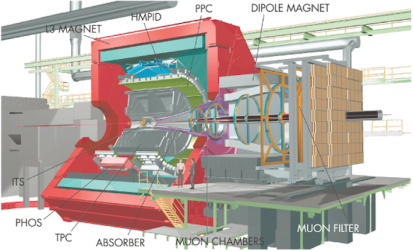 L3 MAGNET
HMPID
PPC
DIPOLE MAGNET
ITS
PHOS
TPC
ABSORBER
MUON CHAMBERS
MUON FILTER